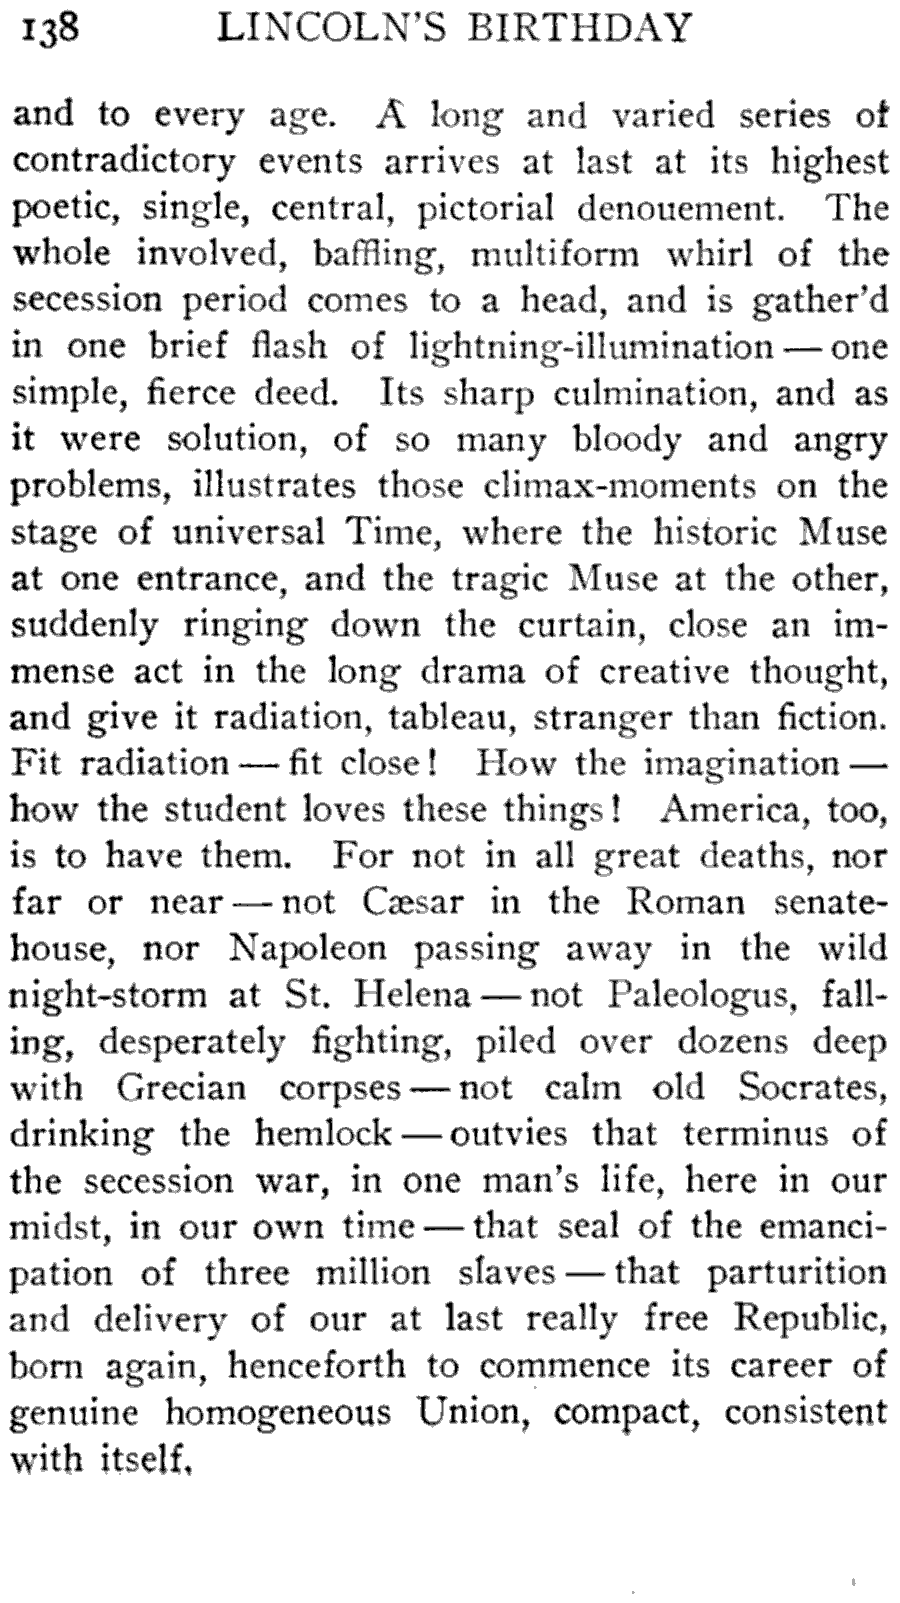 138 LINCOLN'S BIRTHDAY
and to every age. A long and varied series of
contradictory events arrives at last at its highest
poetic, single, central, pictorial denouement. The
whole involved, baffling, multiform whirl of the
secession period comes to a head, and is gather'd
in one brief flash of lightning-illumination — one
simple, fierce deed. Its sharp culmination, and as
it were solution, of so many bloody and angry
problems, illustrates those climax-moments on the
stage of universal Time, where the historic Muse
at one entrance, and the tragic Muse at the other,
suddenly ringing down the curtain, close an im-
mense act in the long drama of creative thought,
and give it radiation, tableau, stranger than fiction.
Fit radiation — fit close! How the imagination —
how the student loves these things! America, too,
is to have them. For not in all great deaths, nor
far or near — not Cæsar in the Roman senate-
house, nor Napoleon passing away in the wild
night-storm at St. Helena — not Paleologus, fall-
ing, desperately fighting, piled over dozens deep
with Grecian corpses — not calm old Socrates,
drinking the hemlock — outvies that terminus of
the secession war, in one man's life, here in our
midst, in our own time — that seal of the emanci-
pation of three million slaves — that parturition
and delivery of our at last really free Republic,
born again, henceforth to commence its career of
genuine homogeneous Union, compact, consistent
with itself.